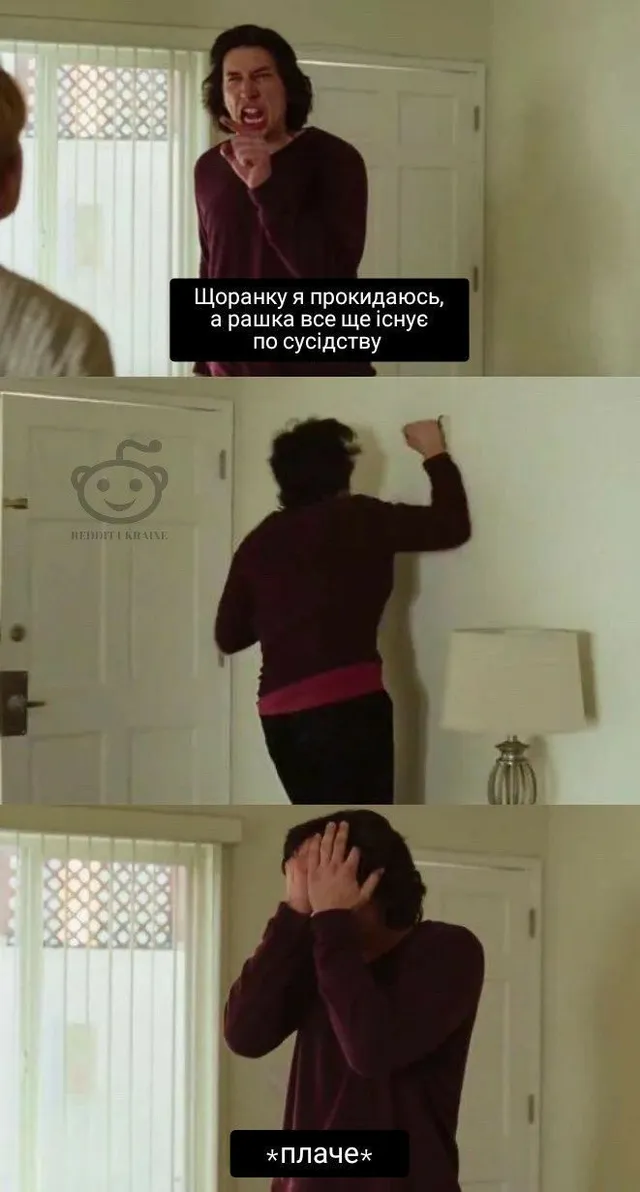 Щоранку я прокидаюсь,
а рашка все ще існує
по сусідству
REDDIT UKRAINE
*плаче*